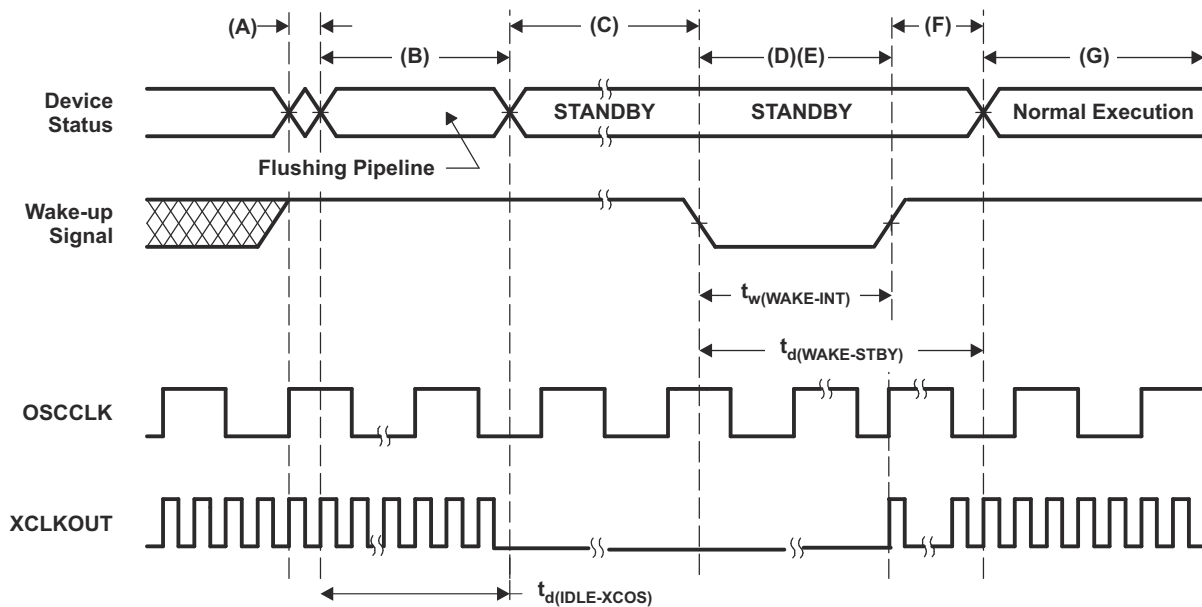 (A)
(C)
(F)
(B)
(D)(E)
(G)
Device
Status
STANDBY
STANDBY
Normal Execution
Flushing Pipeline
Wake-up
Signal
tw(WAKE-INT)
td(WAKE-STBY)
OSCCLK
XCLKOUT
td(IDLE-XCOS)